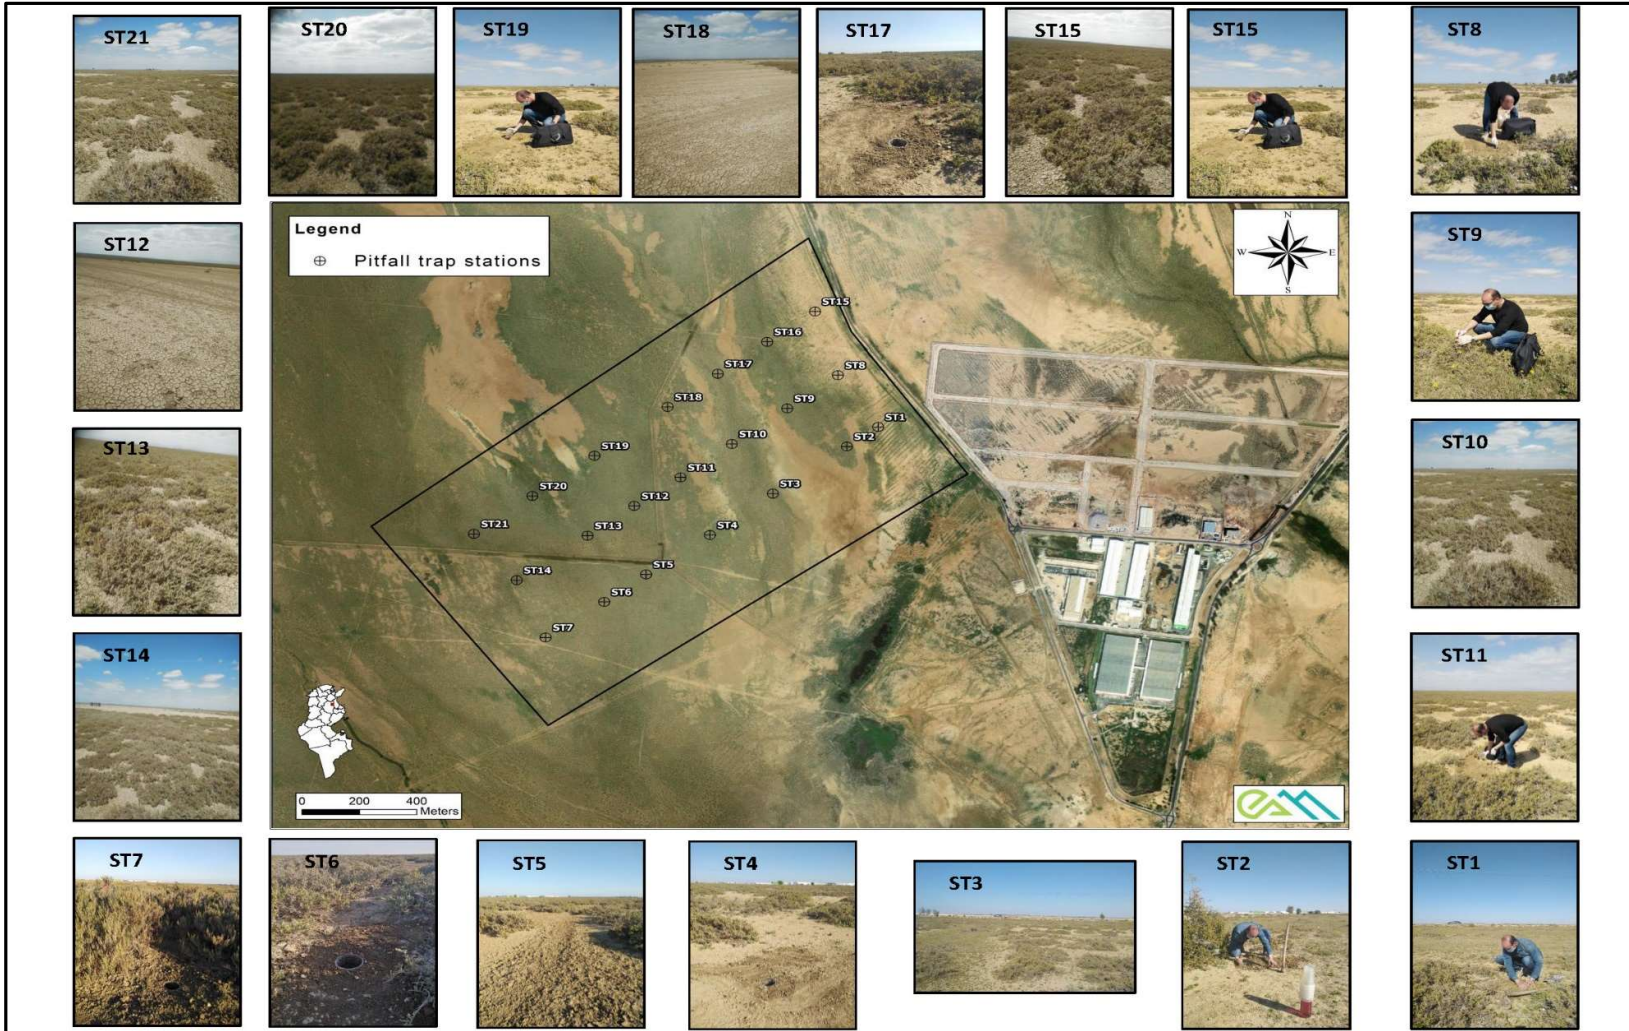 ST21
ST20
ST19
ST18
ST17
ST15
ST15
ST8
ST12
ST9
ST13
ST10
ST14
ST11
Legend
Pitfall trap stations
N
W
E
S
ST15
ST16
ST17
ST8
ST18
ST9
ST1
ST10
ST2
ST19
ST11
ST3
ST20
ST12
ST21
ST13
ST4
ST14
ST5
ST6
ST7
0 200 400
Meters
ST7
ST6
ST5
ST4
ST3
ST2
ST1